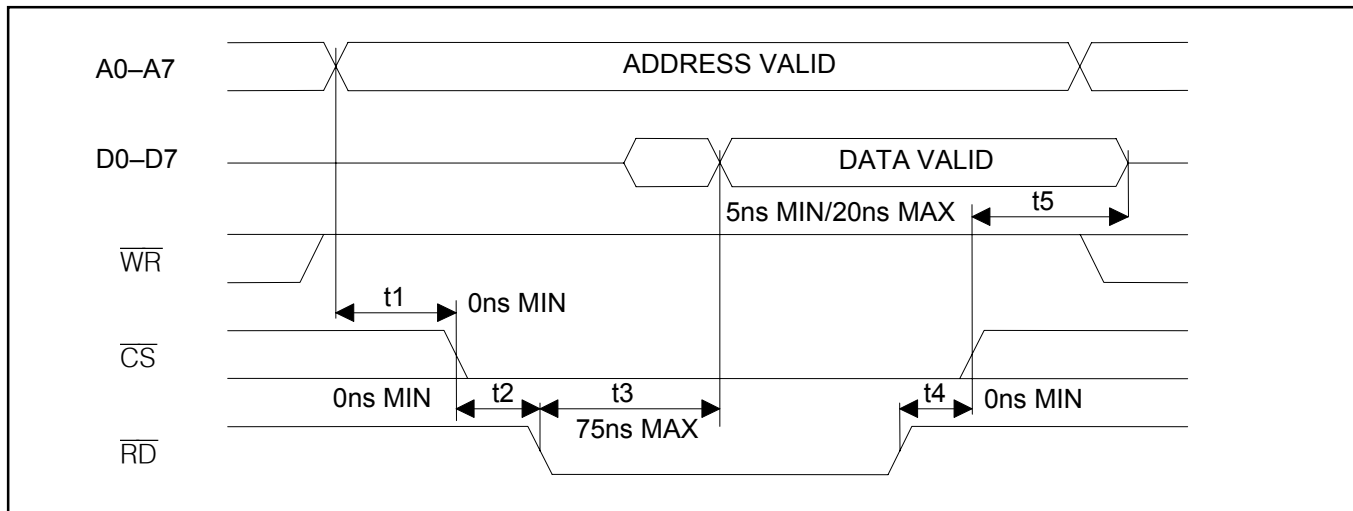 A0–A7
ADDRESS VALID
D0–D7
DATA VALID
5ns MIN/20ns MAX
t5
WR
t1
0ns MIN
CS
0ns MIN
t2
t3
t4
0ns MIN
75ns MAX
RD